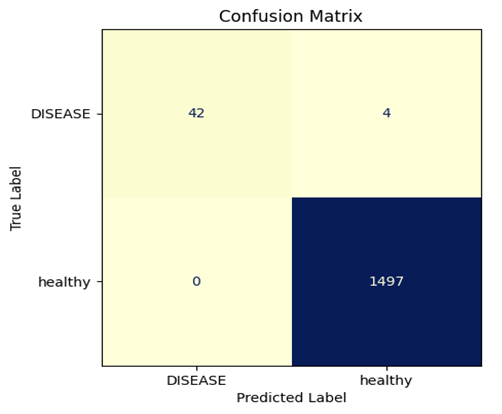 Confusion Matrix
DISEASE
42
4
True Label
healthy
0
1497
DISEASE
healthy
Predicted Label